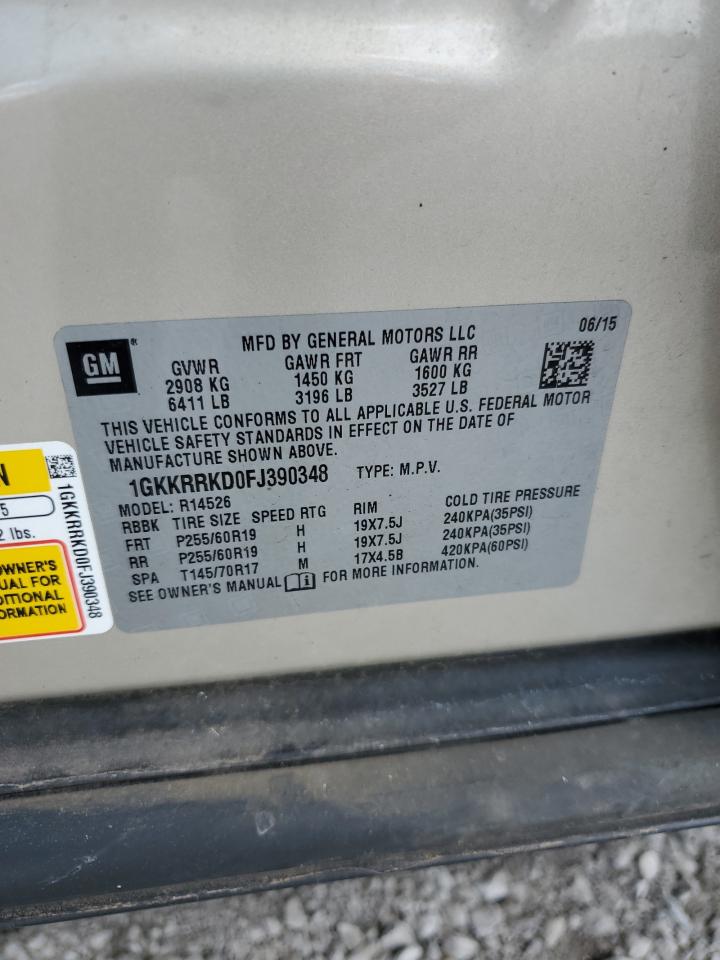 MFD BY GENERAL MOTORS LLC 06/15
GM ®
GVWR GAWR FRT GAWR RR
2908 KG 1450 KG 1600 KG
6411 LB 3196 LB 3527 LB
THIS VEHICLE CONFORMS TO ALL APPLICABLE U.S. FEDERAL MOTOR
VEHICLE SAFETY STANDARDS IN EFFECT ON THE DATE OF
MANUFACTURE SHOWN ABOVE.
1GKKRRKD0FJ390348 TYPE: M.P.V.
MODEL: R14526
RBBK TIRE SIZE SPEED RTG RIM COLD TIRE PRESSURE
FRT P255/60R19 H 19X7.5J 240KPA(35PSI)
RR P255/60R19 H 19X7.5J 240KPA(35PSI)
SPA T145/70R17 M 17X4.5B 420KPA(60PSI)
SEE OWNER'S MANUAL FOR MORE INFORMATION.
N
5
2 lbs.
OWNER'S
UAL FOR
DITIONAL
ORMATION
1GKKRRKD0FJ390348